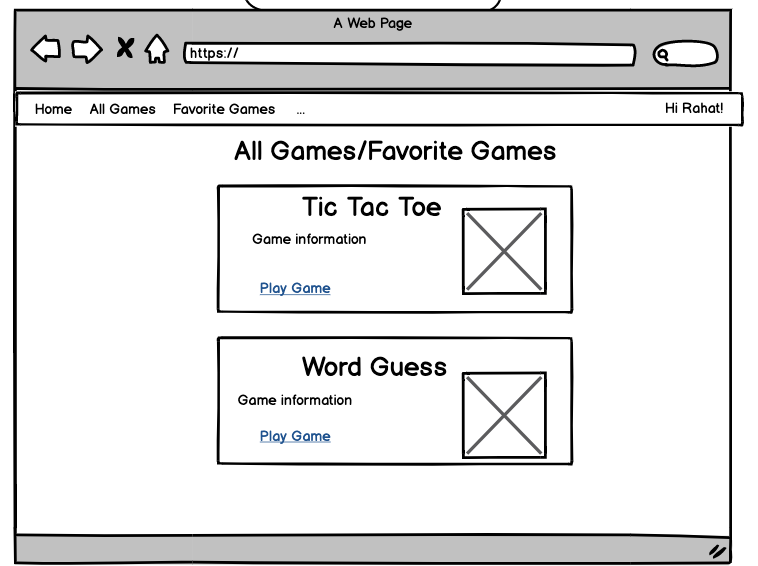 A Web Page
https://
Home All Games Favorite Games ... Hi Rahat!
All Games/Favorite Games
Tic Tac Toe
Game information
Play Game
Word Guess
Game information
Play Game